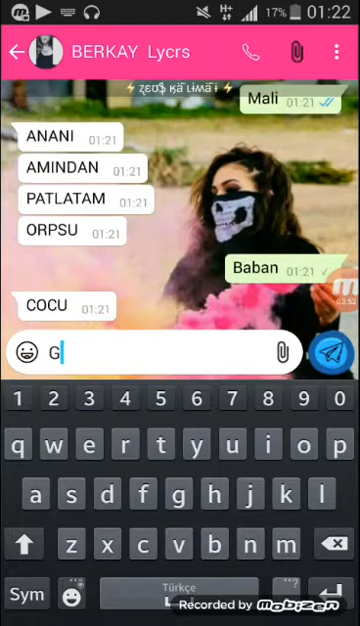 17% 01:22
BERKAY Lycrs
Mali 01:21
ANANI 01:21
AMINDAN 01:21
PATLATAM 01:21
ORPSU 01:21
Baban 01:21
COCU 01:21
03:52
G
1 2 3 4 5 6 7 8 9 0
q w e r t y u i o p
a s d f g h j k l
z x c v b n m
Sym Türkçe
Recorded by mobizen